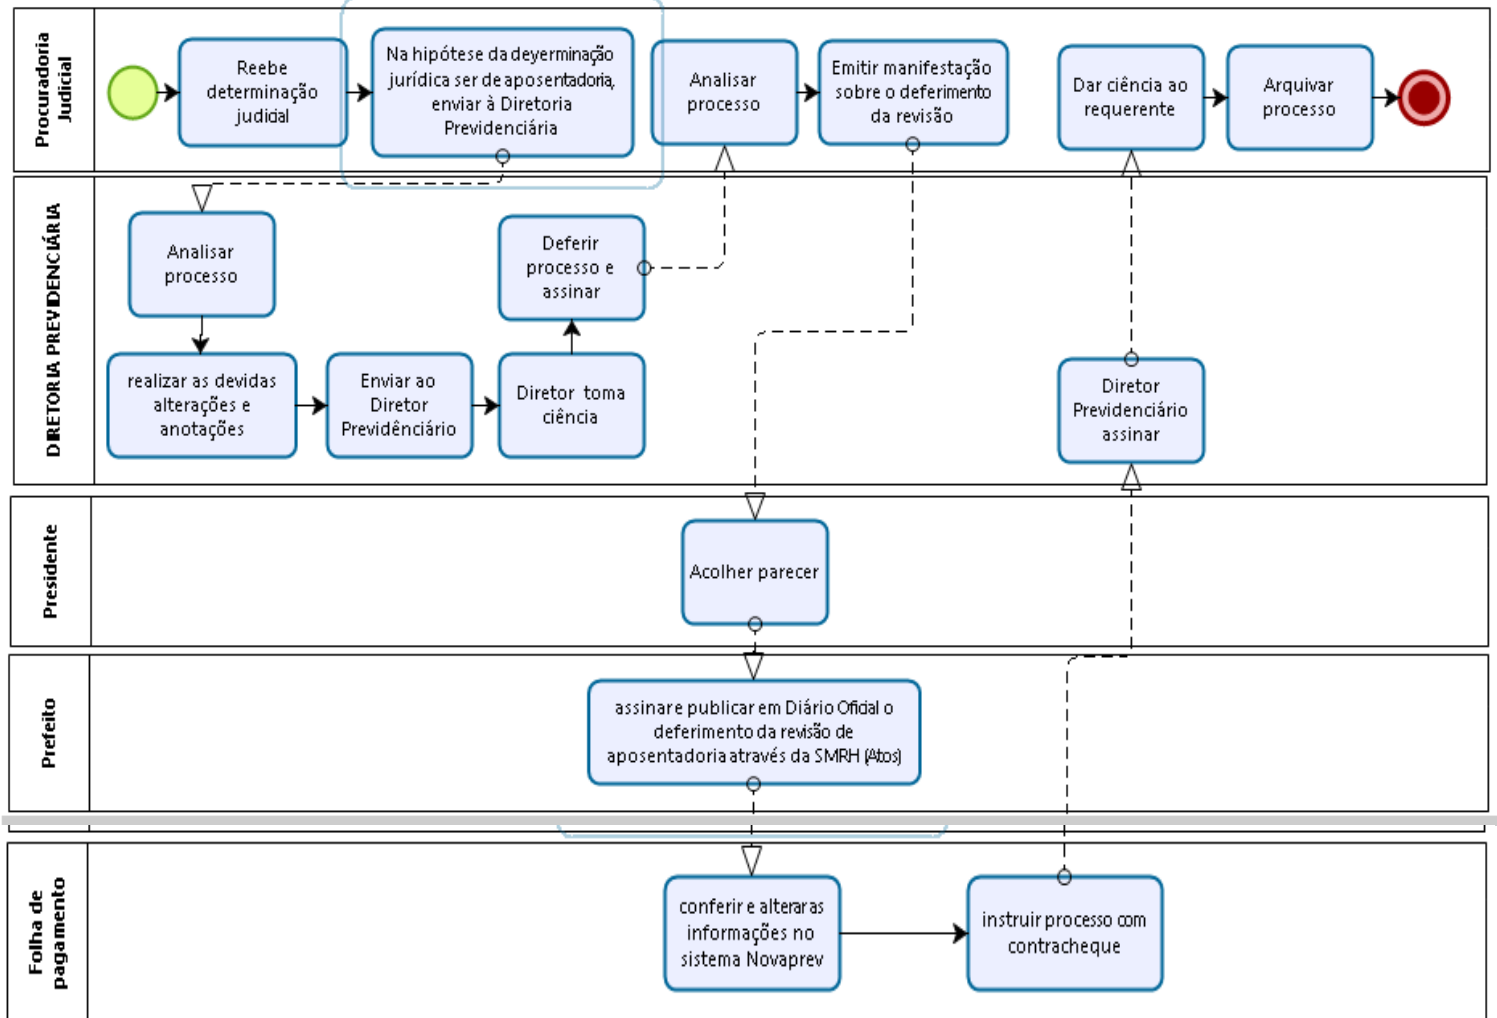 Procuradoria
Judicial
Reebe
determinação
judicial
Na hipótese da deyerminação
jurídica ser de aposentadoria,
enviar à Diretoria
Previdenciária
Analisar
processo
Emitir manifestação
sobre o deferimento
da revisão
Dar ciência ao
requerente
Arquivar
processo
DIRETORIA PREVIDENCIÁRIA
Analisar
processo
Deferir
processo e
assinar
realizar as devidas
alterações e
anotações
Enviar ao
Diretor
Previdênciário
Diretor toma
ciência
Diretor
Previdenciário
assinar
Presidente
Acolher parecer
Prefeito
assinar e publicar em Diário Oficial o
deferimento da revisão de
aposentadoria através da SMRH (Atos)
Folha de
pagamento
conferir e alterar as
informações no
sistema Novaprev
instruir processo com
contracheque